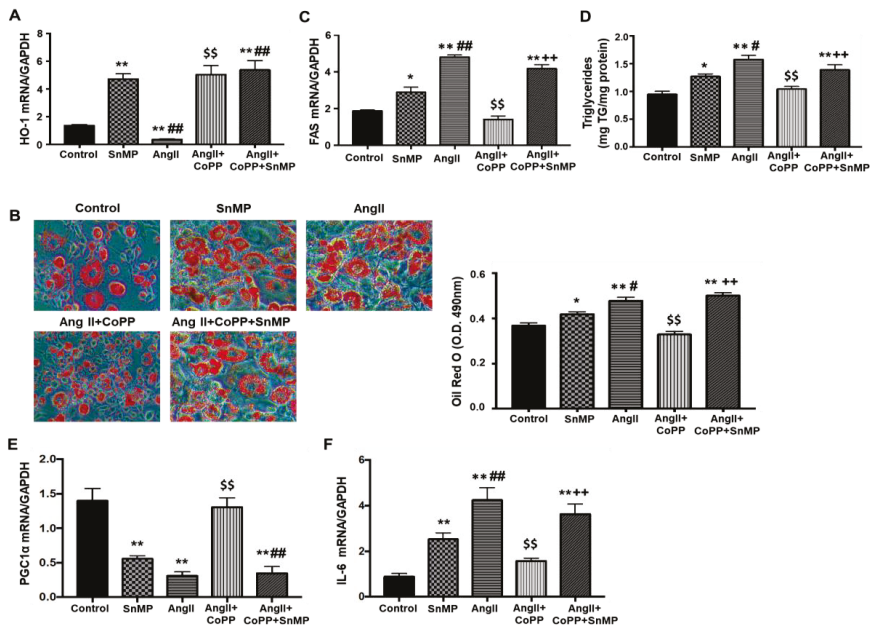 A
HO-1 mRNA/GAPDH
8
6
4
2
0
**
** ##
$$
** ##
Control
SnMP
AngII
AngII+
CoPP
AngII+
CoPP+SnMP
C
FAS mRNA/GAPDH
6
4
2
0
*
** ##
$$
**++
Control
SnMP
AngII
AngII+
CoPP
AngII+
CoPP+SnMP
D
Triglycerides
(mg TG/mg protein)
2.0
1.5
1.0
0.5
0.0
*
** #
$$
**++
Control
SnMP
AngII
AngII+
CoPP
AngII+
CoPP+SnMP
B
Control
SnMP
AngII
Ang II+CoPP
Ang II+CoPP+SnMP
Oil Red O (O.D. 490nm)
0.6
0.4
0.2
0.0
*
** #
$$
** ++
Control
SnMP
AngII
AngII+
CoPP
AngII+
CoPP+SnMP
E
PGC1α mRNA/GAPDH
2.0
1.5
1.0
0.5
0.0
**
**
$$
**##
Control
SnMP
AngII
AngII+
CoPP
AngII+
CoPP+SnMP
F
IL-6 mRNA/GAPDH
6
4
2
0
**
** ##
$$
**++
Control
SnMP
AngII
AngII+
CoPP
AngII+
CoPP+SnMP